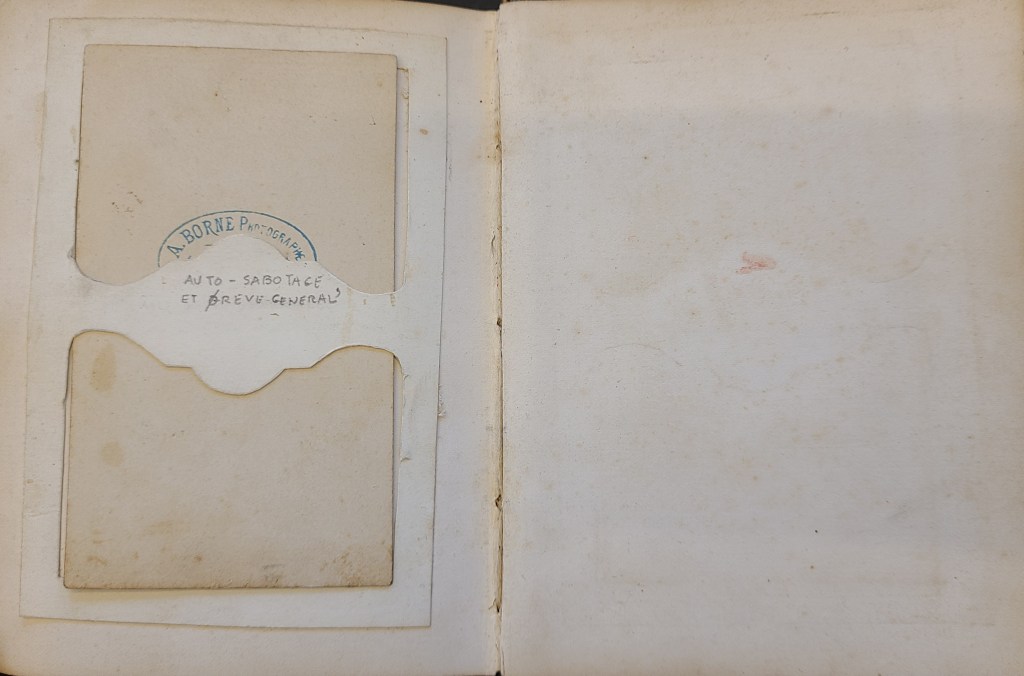 A. BORNE PHOTOGRAPHE
AUTO - SABOTAGE
ET GREVE GENERAL'